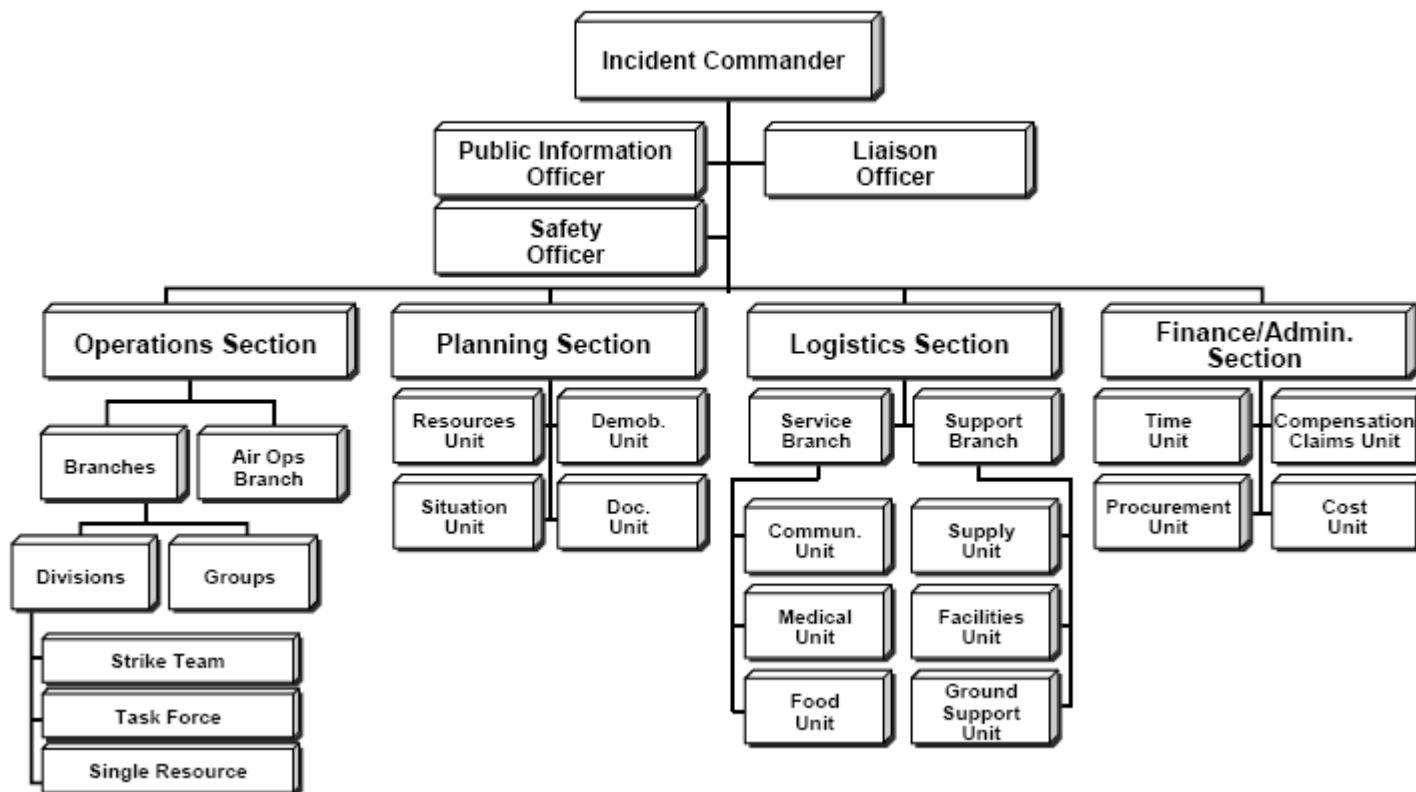 Incident Commander
Public Information
Officer
Liaison
Officer
Safety
Officer
Operations Section
Planning Section
Logistics Section
Finance/Admin.
Section
Branches
Air Ops
Branch
Divisions
Groups
Strike Team
Task Force
Single Resource
Resources
Unit
Demob.
Unit
Situation
Unit
Doc.
Unit
Service
Branch
Support
Branch
Commun.
Unit
Supply
Unit
Medical
Unit
Facilities
Unit
Food
Unit
Ground
Support
Unit
Time
Unit
Compensation
Claims Unit
Procurement
Unit
Cost
Unit